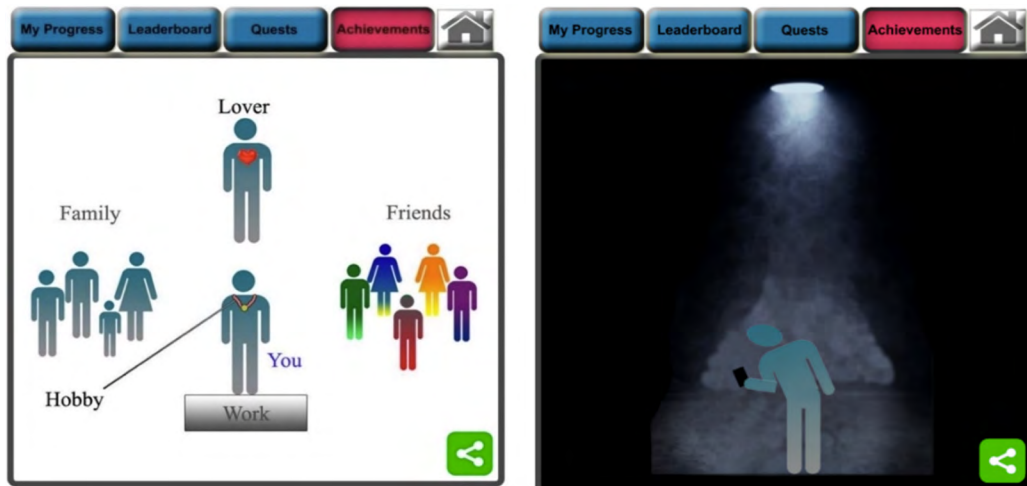 My Progress Leaderboard Quests Achievements
Lover
Family
Friends
You
Hobby
Work
My Progress Leaderboard Quests Achievements